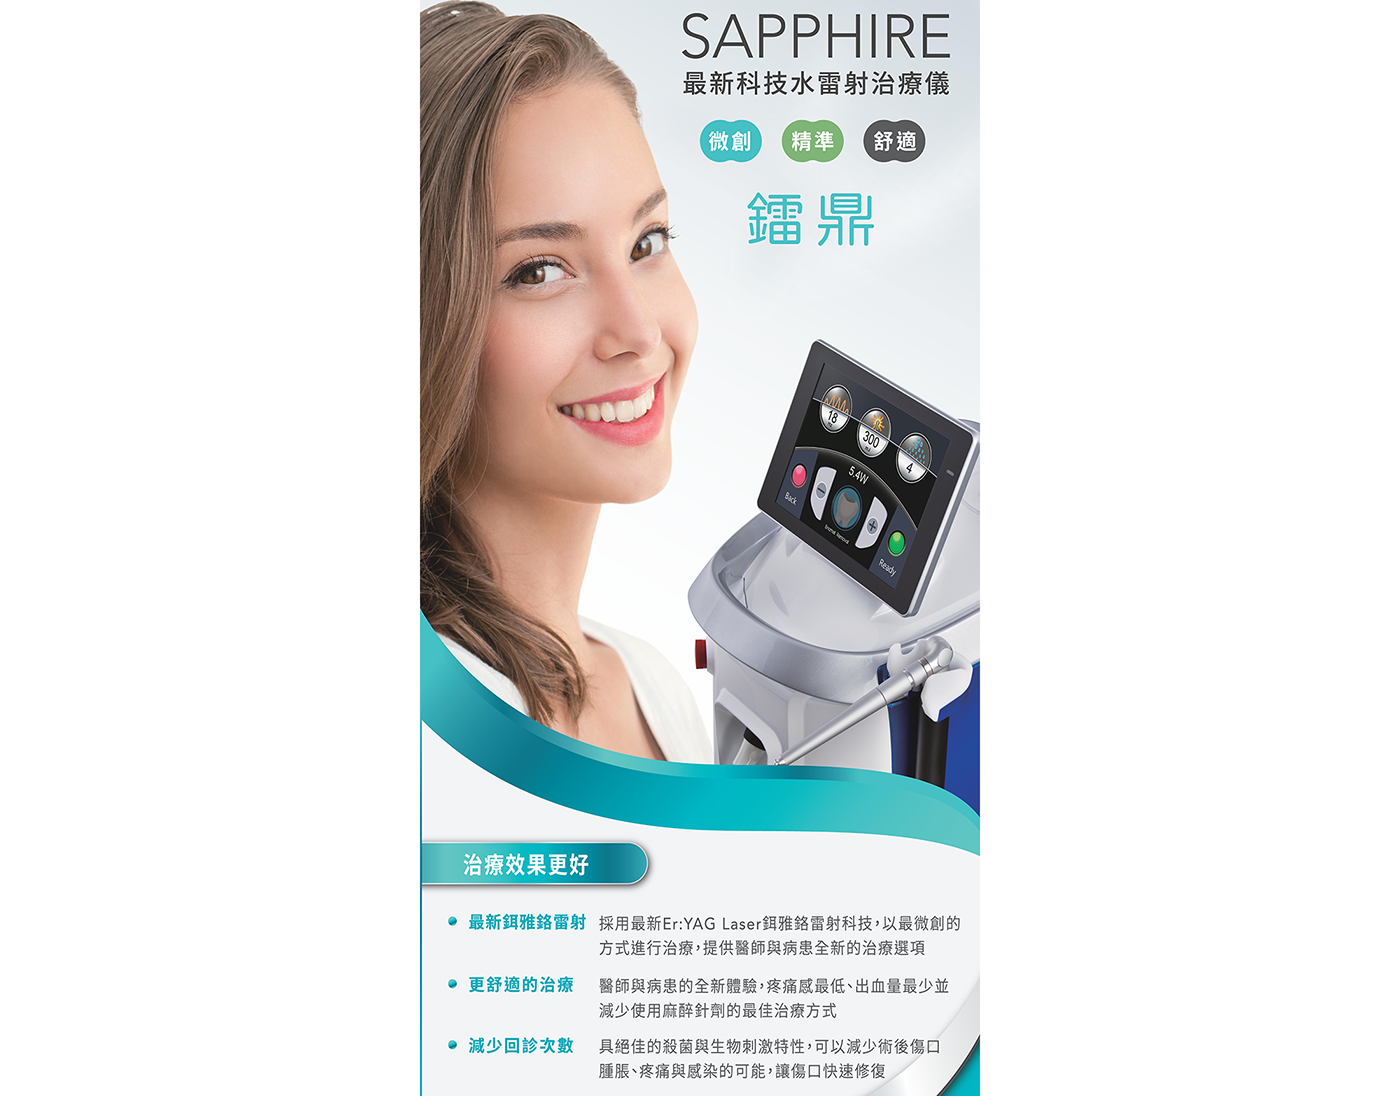 SAPPHIRE
最新科技水雷射治療儀
微創 精準 舒適
鐳鼎
18
300
4
5.4W
Back
Ready
治療效果更好
最新鉺雅鉻雷射 採用最新Er:YAG Laser鉺雅鉻雷射科技,以最微創的
方式進行治療,提供醫師與病患全新的治療選項
更舒適的治療 醫師與病患的全新體驗,疼痛感最低、出血量最少並
減少使用麻醉針劑的最佳治療方式
減少回診次數 具絕佳的殺菌與生物刺激特性,可以減少術後傷口
腫脹、疼痛與感染的可能,讓傷口快速修復